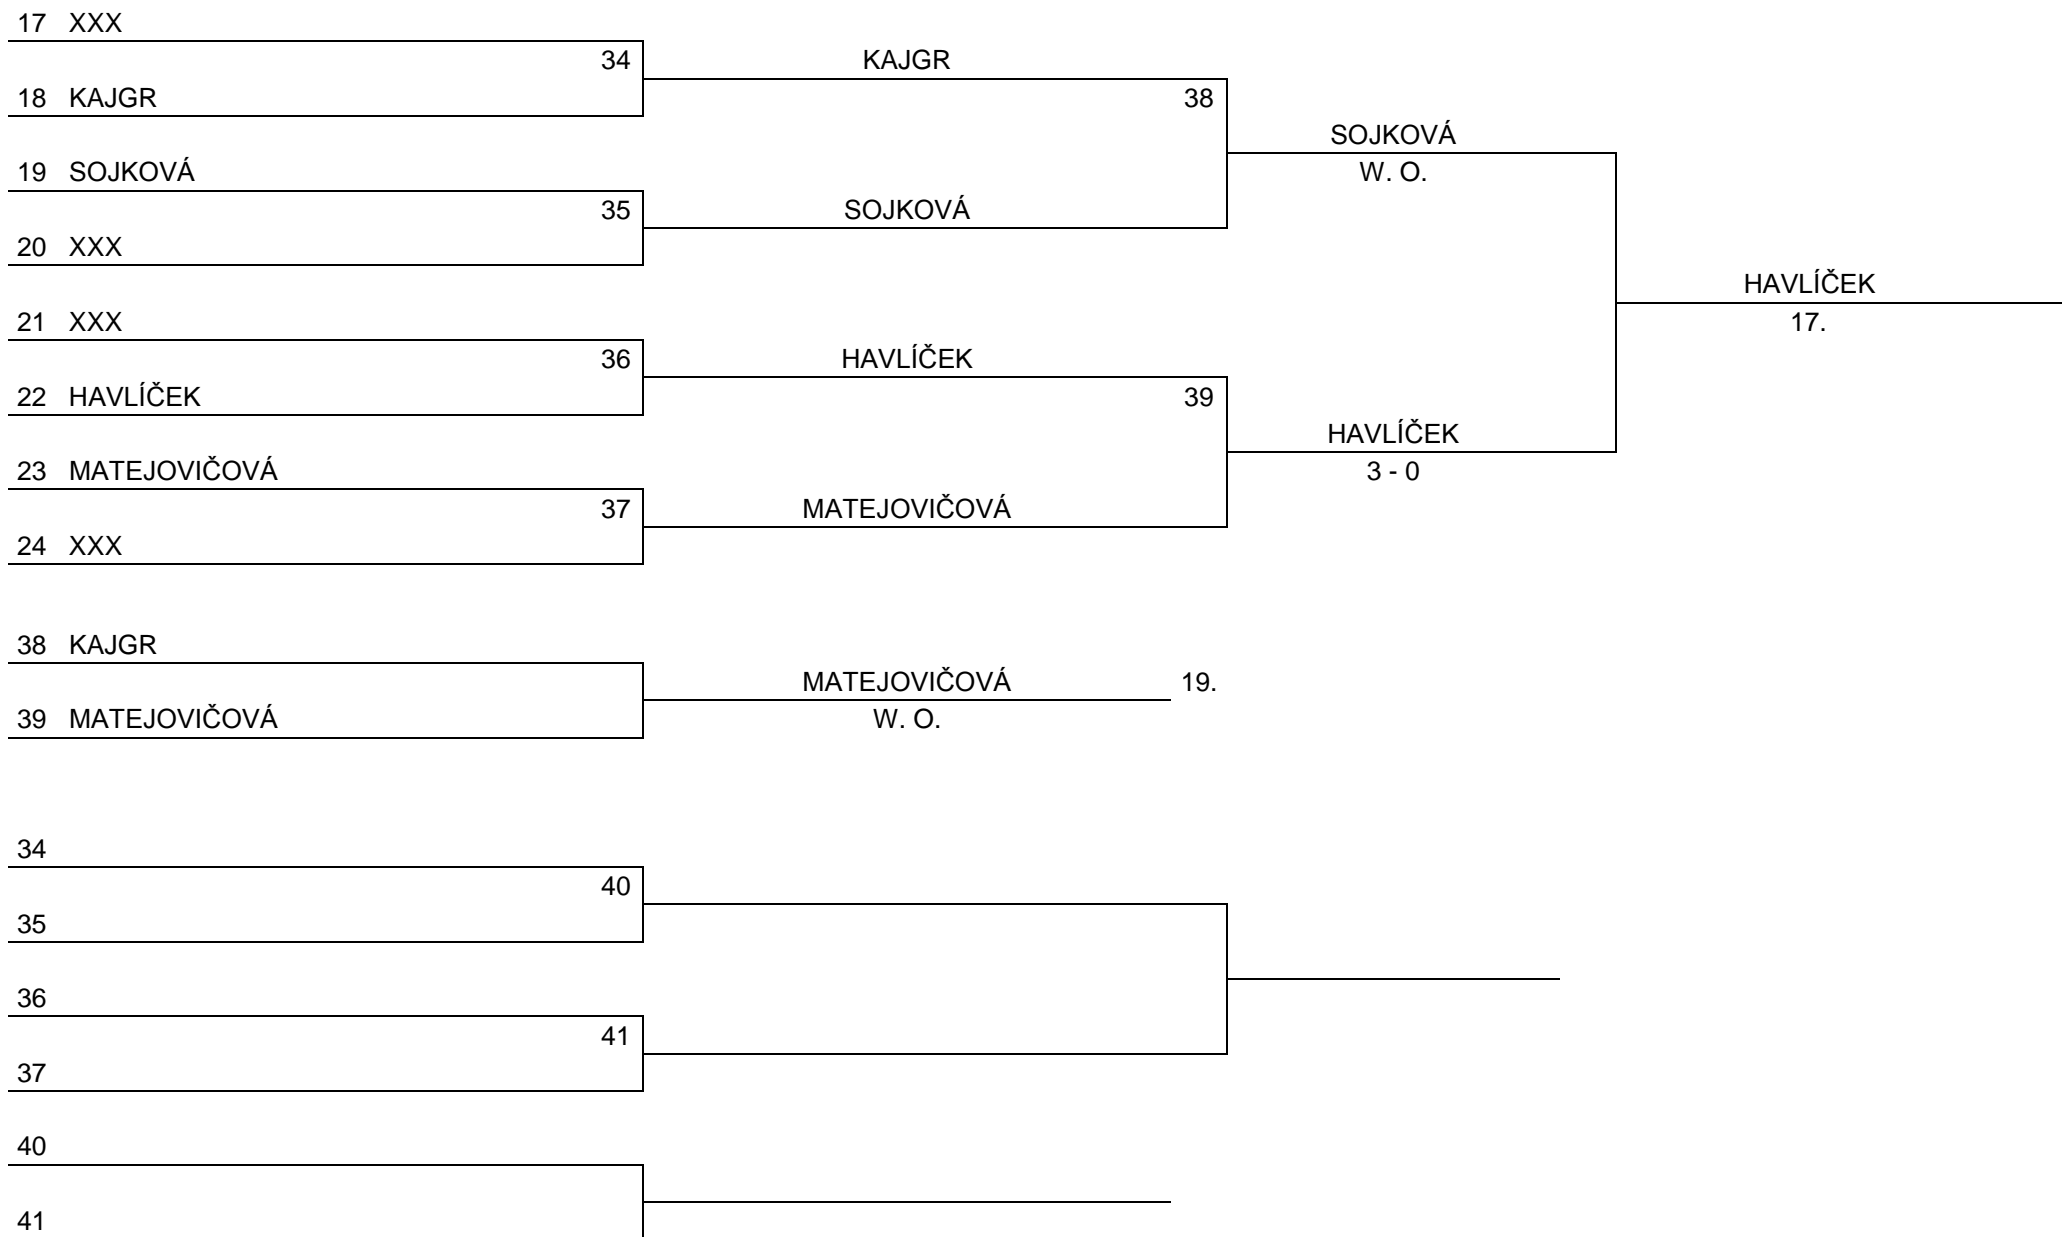 17 XXX
34 KAJGR
18 KAJGR 38
SOJKOVÁ
19 SOJKOVÁ W. O.
35 SOJKOVÁ
20 XXX
HAVLÍČEK
21 XXX 17.
36 HAVLÍČEK
22 HAVLÍČEK 39
HAVLÍČEK
23 MATEJOVIČOVÁ 3 - 0
37 MATEJOVIČOVÁ
24 XXX
38 KAJGR
MATEJOVIČOVÁ 19.
39 MATEJOVIČOVÁ W. O.
34
40
35
36
41
37
40
41